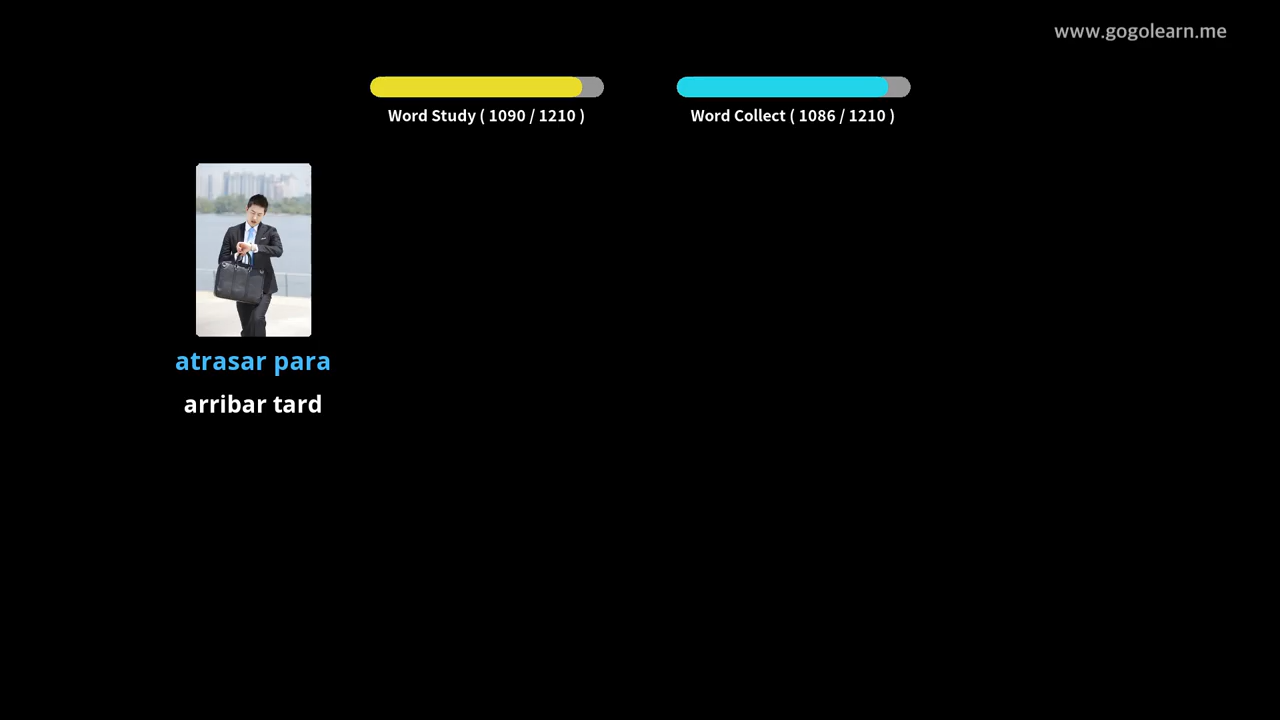 www.gogolearn.me
Word Study ( 1090 / 1210 )
Word Collect ( 1086 / 1210 )
atrasar para
arribar tard